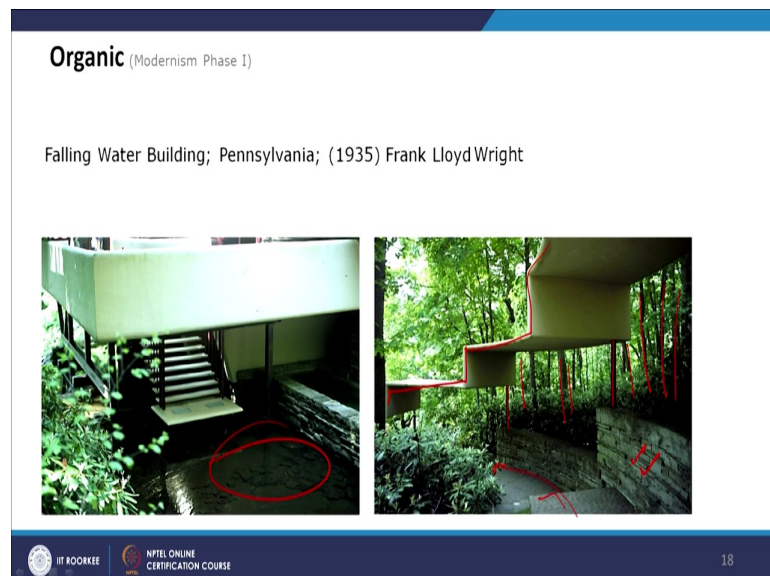 Organic (Modernism Phase I)
Falling Water Building; Pennsylvania; (1935) Frank Lloyd Wright
IIT ROORKEE
NPTEL ONLINE
CERTIFICATION COURSE
18